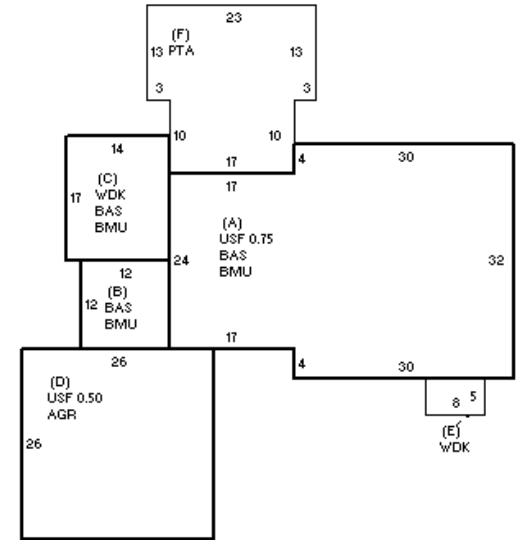 23
(F)
13 PTA 13
3 3
10 10
14 17 4 30
17
(C)
17 WDK
BAS
BMU
(A)
USF 0.75
BAS
BMU
24 32
12
(B)
12 BAS
BMU
17
26 4 30
(D)
USF 0.50
AGR
8 5
(E)
WDK
26